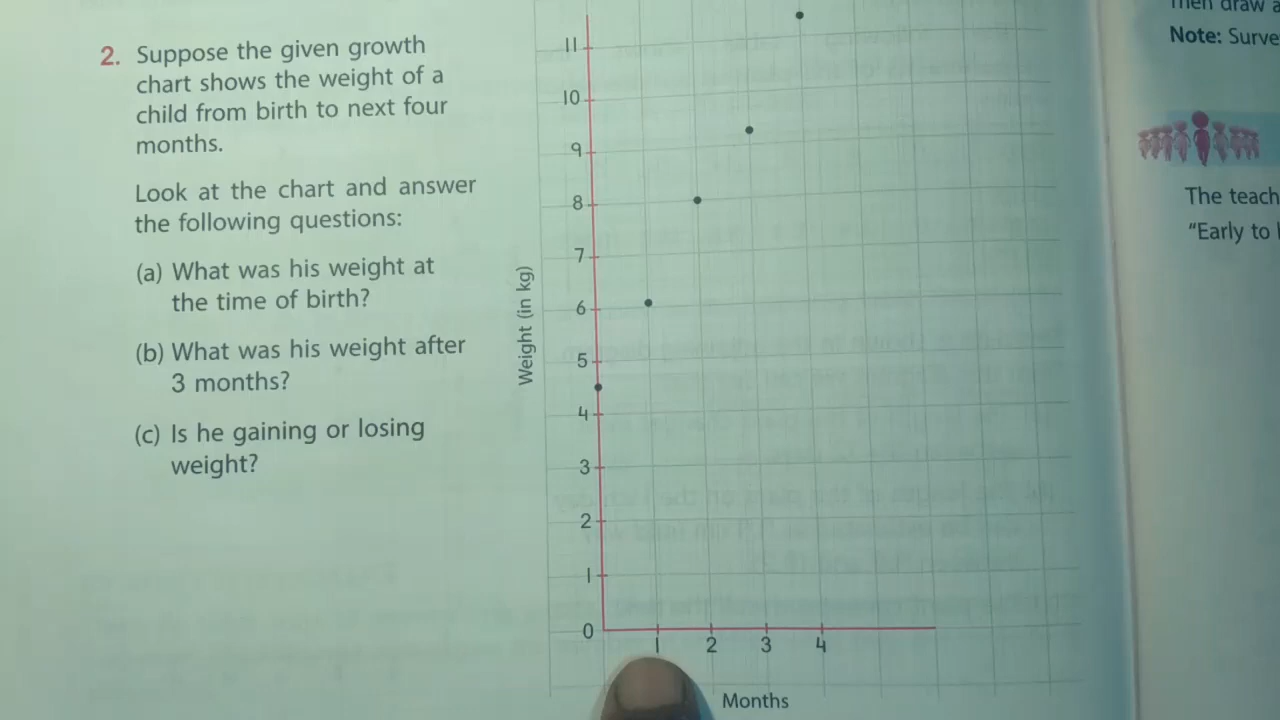 2. Suppose the given growth
chart shows the weight of a
child from birth to next four
months.
Look at the chart and answer
the following questions:
(a) What was his weight at
the time of birth?
(b) What was his weight after
3 months?
(c) Is he gaining or losing
weight?
Weight (in kg)
11
10
9
8
7
6
5
4
3
2
1
0
1 2 3 4
Months
Then draw a
Note: Surve
The teach
"Early to